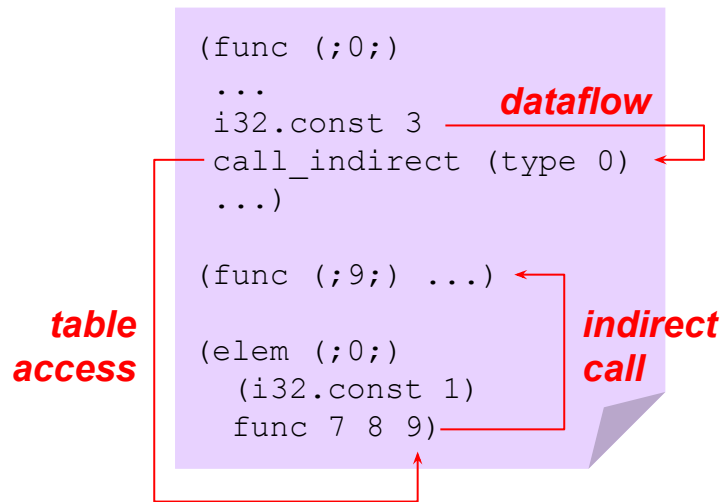 (func (;0;)
...
dataflow
i32.const 3
call_indirect (type 0)
...)
(func (;9;) ...)
table
access
indirect
call
(elem (;0;)
(i32.const 1)
func 7 8 9)